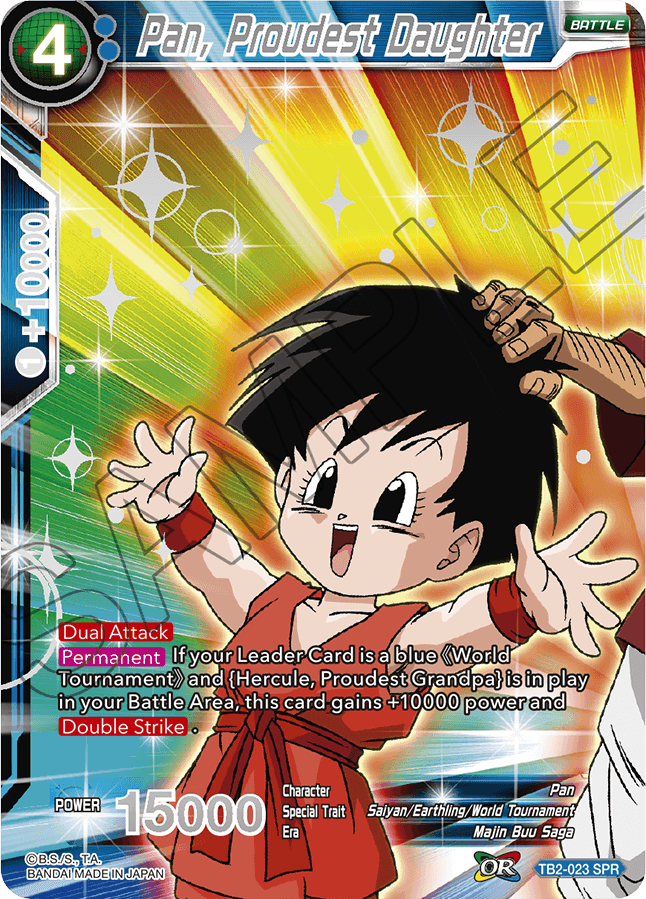 4
Pan, Proudest Daughter
BATTLE
1 +10000
SAMPLE
Dual Attack
Permanent If your Leader Card is a blue 《World
Tournament》 and {Hercule, Proudest Grandpa} is in play
in your Battle Area, this card gains +10000 power and
Double Strike .
POWER 15000
Character Pan
Special Trait Saiyan/Earthling/World Tournament
Era Majin Buu Saga
©B.S./S., T.A.
BANDAI MADE IN JAPAN
OR
TB2-023 SPR